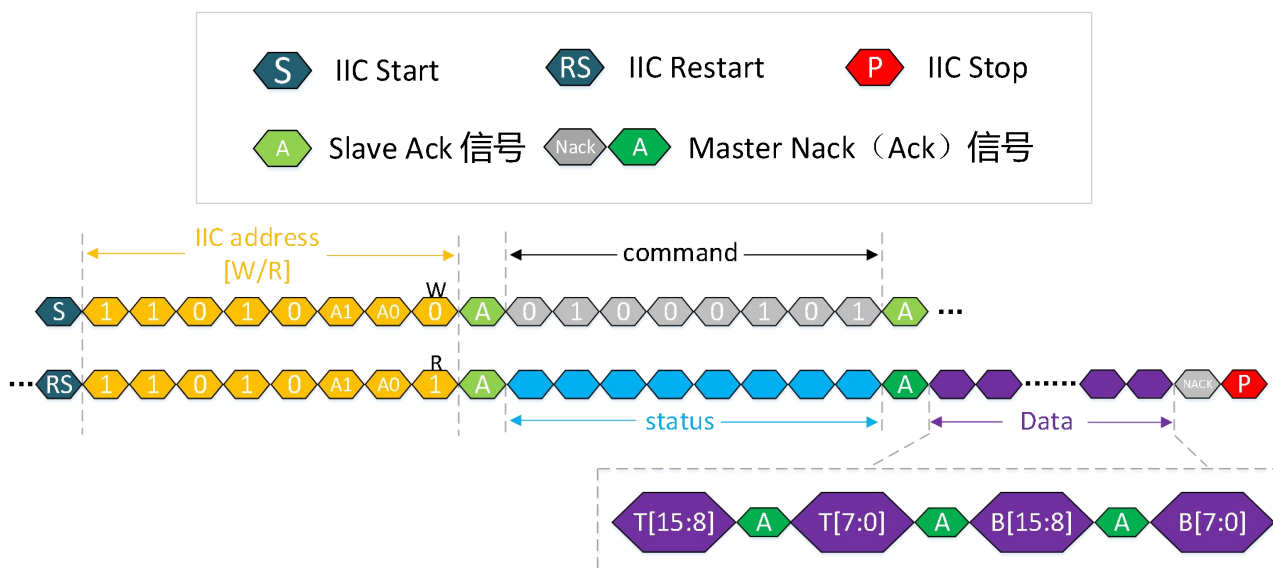 S IIC Start RS IIC Restart P IIC Stop
A Slave Ack 信号 Nack A Master Nack（Ack）信号
IIC address
[W/R]
command
W
S 1 1 0 1 0 A1 A0 0 A 0 1 0 0 0 1 0 1 A ...
R
... RS 1 1 0 1 0 A1 A0 1 A A ...... NACK P
status Data
T[15:8] A T[7:0] A B[15:8] A B[7:0]